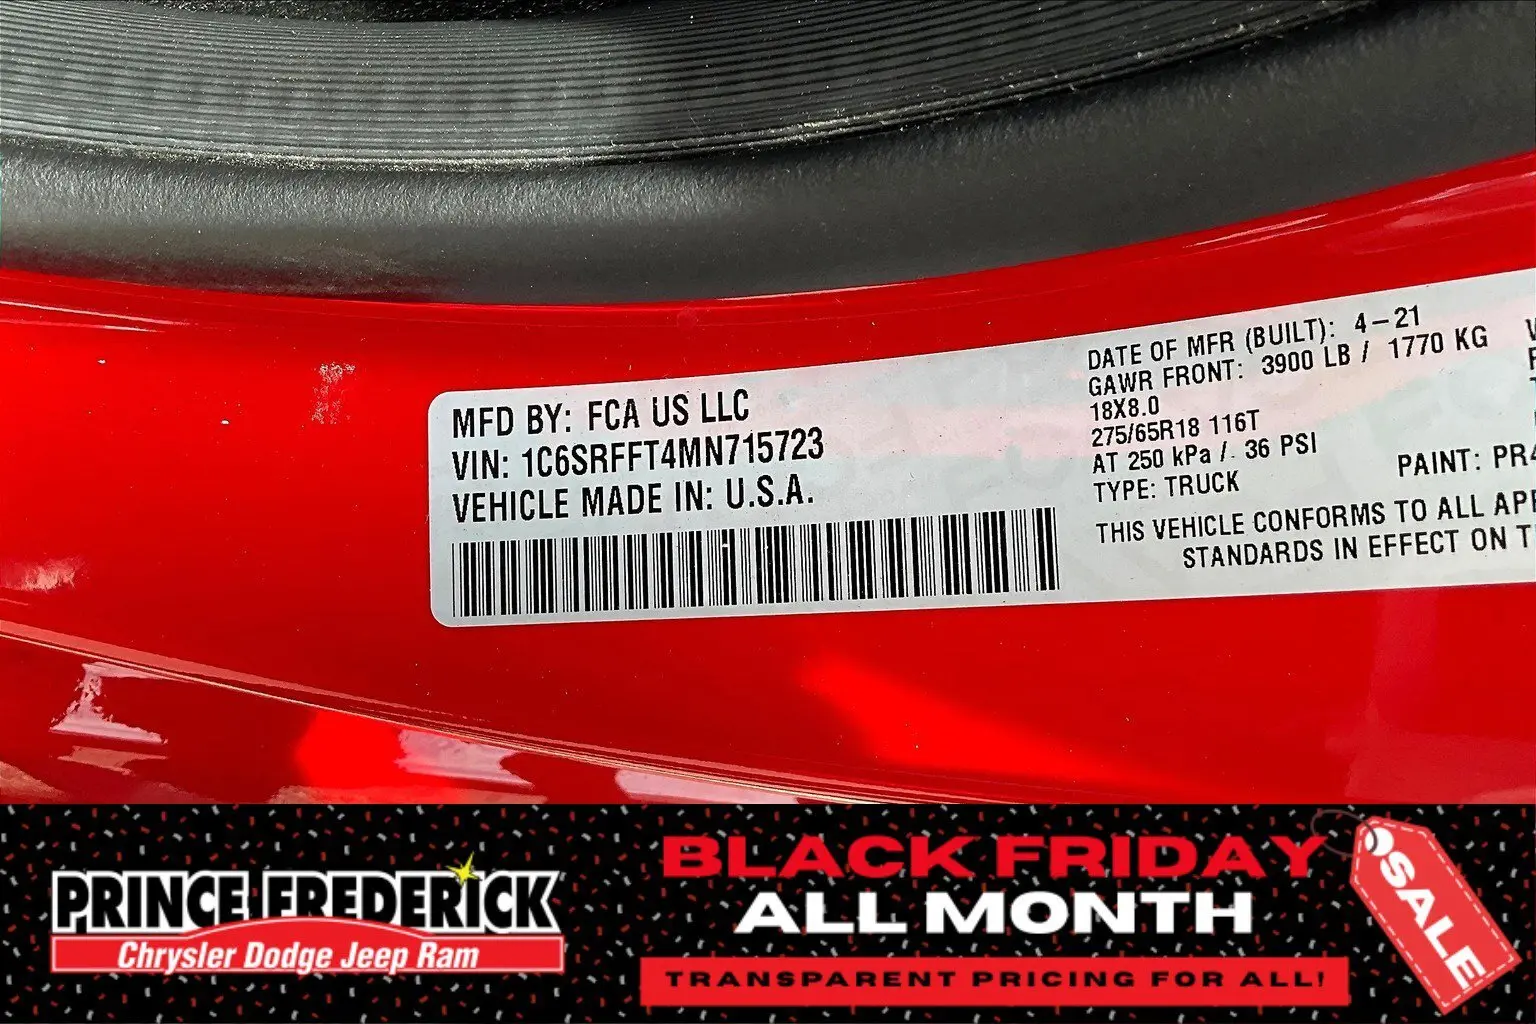 MFD BY: FCA US LLC
VIN: 1C6SRFFT4MN715723
VEHICLE MADE IN: U.S.A.
DATE OF MFR (BUILT): 4-21
GAWR FRONT: 3900 LB / 1770 KG
18X8.0
275/65R18 116T
AT 250 kPa / 36 PSI
TYPE: TRUCK
PAINT: PR4
THIS VEHICLE CONFORMS TO ALL APP
STANDARDS IN EFFECT ON T
PRINCE FREDERICK
Chrysler Dodge Jeep Ram
BLACK FRIDAY
ALL MONTH
TRANSPARENT PRICING FOR ALL!
SALE